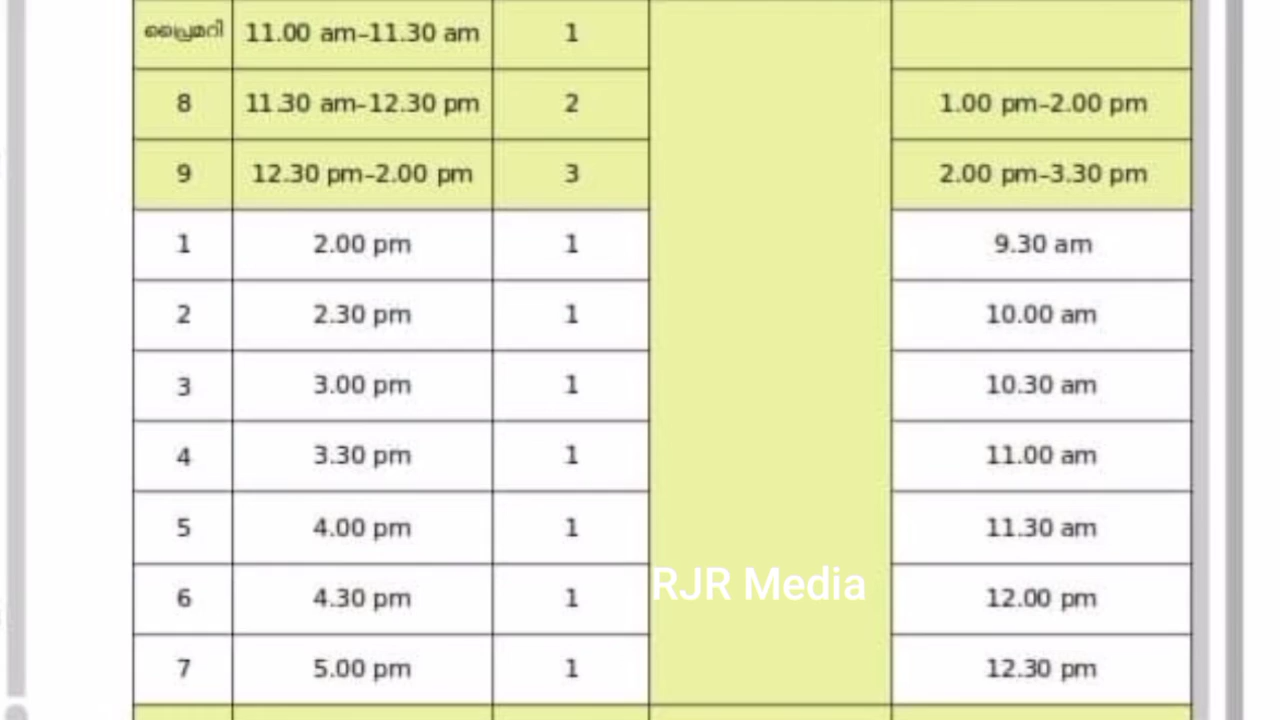 പ്രൈമറി 11.00 am–11.30 am 1
8 11.30 am–12.30 pm 2 1.00 pm–2.00 pm
9 12.30 pm–2.00 pm 3 2.00 pm–3.30 pm
1 2.00 pm 1 9.30 am
2 2.30 pm 1 10.00 am
3 3.00 pm 1 10.30 am
4 3.30 pm 1 11.00 am
5 4.00 pm 1 11.30 am
RJR Media
6 4.30 pm 1 12.00 pm
7 5.00 pm 1 12.30 pm